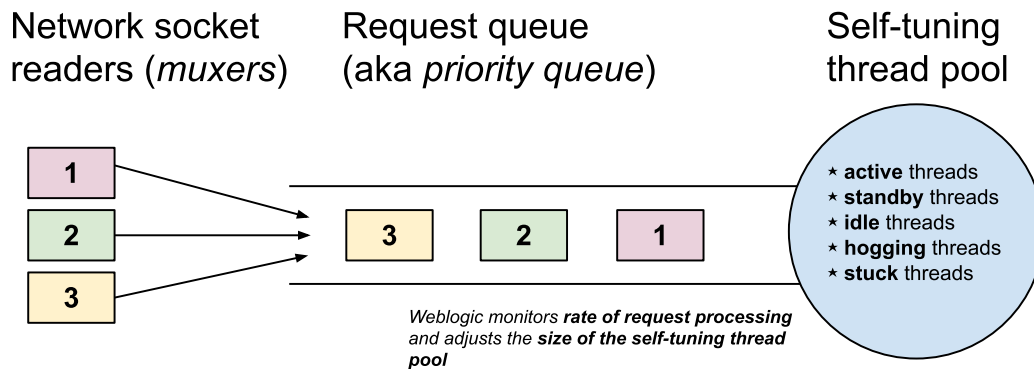 Network socket
readers (muxers)
Request queue
(aka priority queue)
Self-tuning
thread pool
1
2
3
3
2
1
★ active threads
★ standby threads
★ idle threads
★ hogging threads
★ stuck threads
Weblogic monitors rate of request processing
and adjusts the size of the self-tuning thread
pool